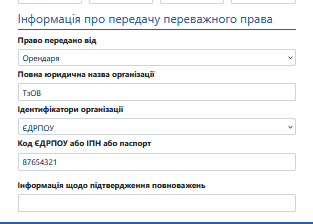 Інформація про передачу переважного права
Право передано від
Орендаря
Повна юридична назва організації
ТзОВ
Ідентифікатори організації
ЄДРПОУ
Код ЄДРПОУ або ІПН або паспорт
87654321
Інформація щодо підтвердження повноважень